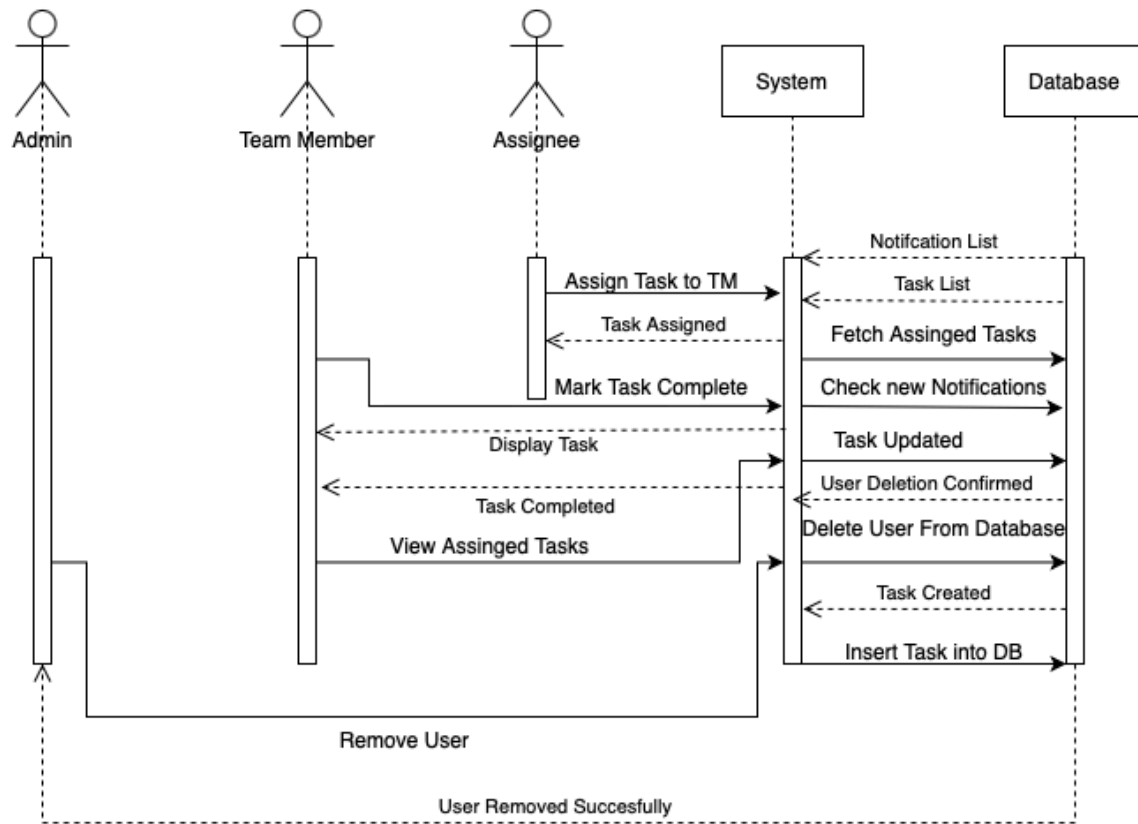 Admin
Team Member
Assignee
System
Database
Notifcation List
Assign Task to TM
Task List
Task Assigned
Fetch Assinged Tasks
Mark Task Complete
Check new Notifications
Display Task
Task Updated
User Deletion Confirmed
Task Completed
Delete User From Database
View Assinged Tasks
Task Created
Insert Task into DB
Remove User
User Removed Succesfully